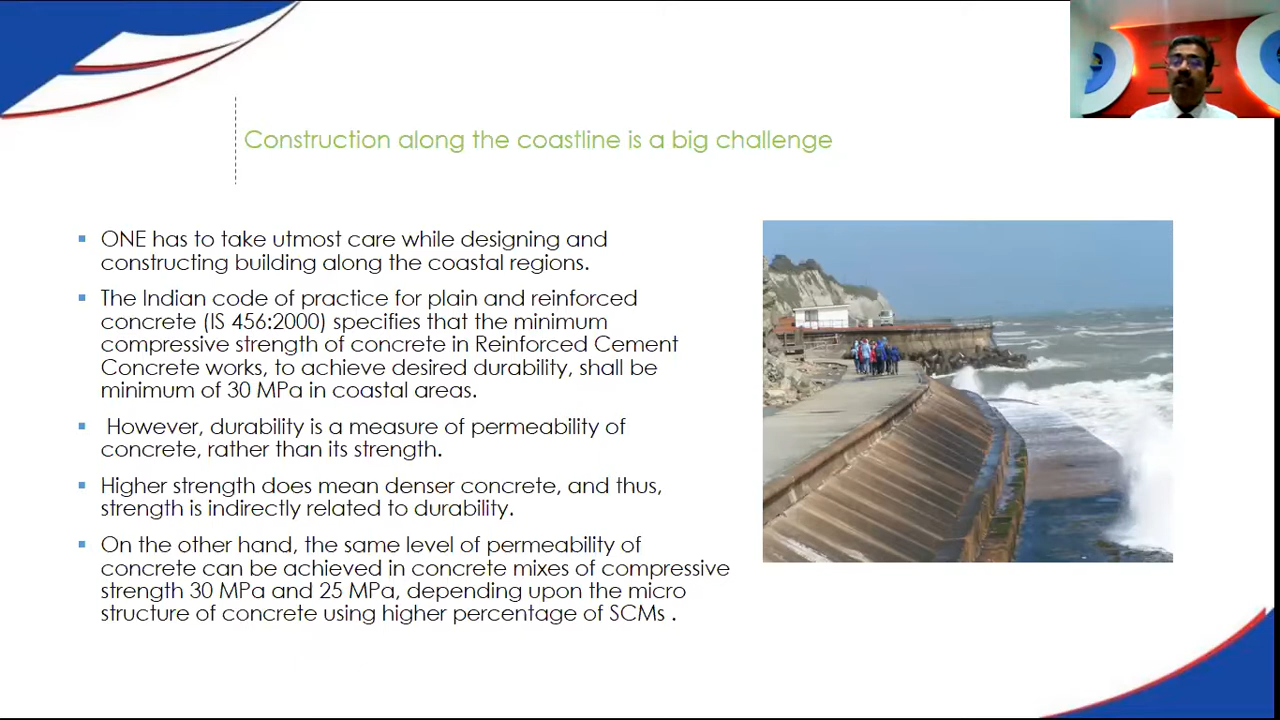 Construction along the coastline is a big challenge
ONE has to take utmost care while designing and
constructing building along the coastal regions.
The Indian code of practice for plain and reinforced
concrete (IS 456:2000) specifies that the minimum
compressive strength of concrete in Reinforced Cement
Concrete works, to achieve desired durability, shall be
minimum of 30 MPa in coastal areas.
However, durability is a measure of permeability of
concrete, rather than its strength.
Higher strength does mean denser concrete, and thus,
strength is indirectly related to durability.
On the other hand, the same level of permeability of
concrete can be achieved in concrete mixes of compressive
strength 30 MPa and 25 MPa, depending upon the micro
structure of concrete using higher percentage of SCMs .